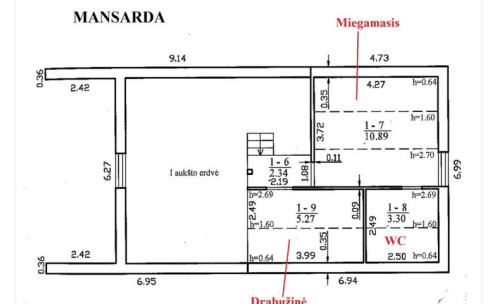 MANSARDA
Miegamasis
9.14
4.73
0.36
2.42
4.27
h=0.64
0.35
h=1.60
3.72
1-7
10.89
6.27
I aukšto erdvė
1-6
2.34
2.19
1.08
0.11
h=2.70
6.99
h=2.69
0.09
h=2.69
2.49
1-9
5.27
2.49
1-8
3.30
h=1.60
h=1.60
WC
0.35
2.42
h=0.64
3.99
2.50
h=0.64
0.36
6.95
6.94
Drabužinė